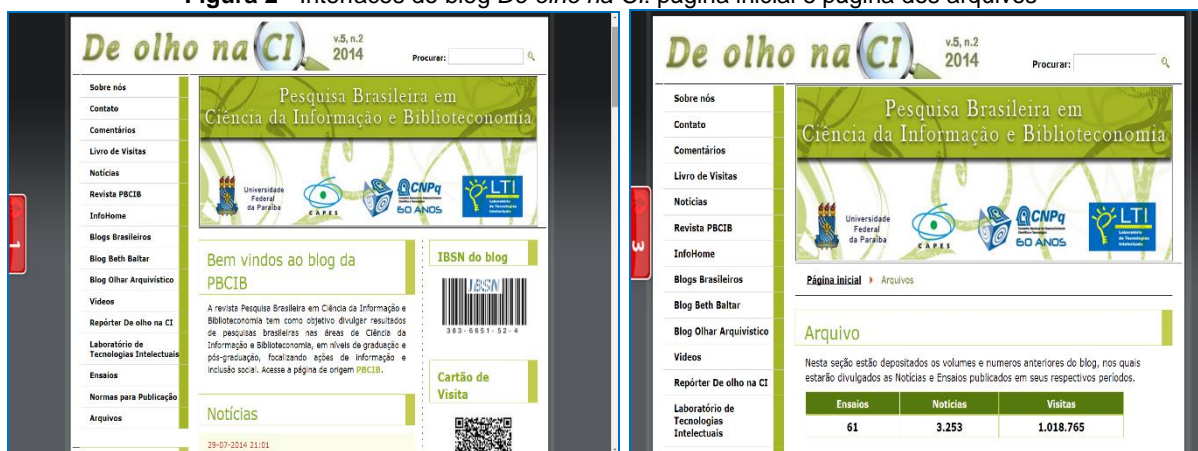 Figura 2 - Interfaces do blog De olho na CI: página inicial e página dos arquivos
De olho na CI
v.5, n.2
2014
Procurar:
Sobre nós
Contato
Comentários
Livro de Visitas
Notícias
Revista PBCIB
InfoHome
Blogs Brasileiros
Blog Beth Baltar
Blog Olhar Arquivístico
Videos
Repórter De olho na CI
Laboratório de
Tecnologias Intelectuais
Ensaios
Normas para Publicação
Arquivos
1
Pesquisa Brasileira em
Ciência da Informação e Biblioteconomia
Universidade
Federal
da Paraíba
CAPES
CNPq
60 ANOS
LTI
Laboratório
de Tecnologias
Intelectuais
Bem vindos ao blog da
PBCIB
A revista Pesquisa Brasileira em Ciência da Informação e
Biblioteconomia tem como objetivo divulgar resultados
de pesquisas brasileiras nas áreas de Ciência da
Informação e Biblioteconomia, em níveis de graduação e
pós-graduação, focalizando ações de informação e
inclusão social. Acesse a página de origem PBCIB.
Notícias
29-07-2014 21:01
IBSN do blog
IBSN
383-6651-52-4
Cartão de
Visita
De olho na CI
v.5, n.2
2014
Procurar:
Sobre nós
Contato
Comentários
Livro de Visitas
Notícias
Revista PBCIB
InfoHome
Blogs Brasileiros
Blog Beth Baltar
Blog Olhar Arquivístico
Videos
Repórter De olho na CI
Laboratório de
Tecnologias
Intelectuais
3
Pesquisa Brasileira em
Ciência da Informação e Biblioteconomia
Universidade
Federal
da Paraíba
CAPES
CNPq
60 ANOS
LTI
Laboratório
de Tecnologias
Intelectuais
Página inicial Arquivos
Arquivo
Nesta seção estão depositados os volumes e numeros anteriores do blog, nos quais
estarão divulgados as Notícias e Ensaios publicados em seus respectivos períodos.
Ensaios Notícias Visitas
61 3.253 1.018.765